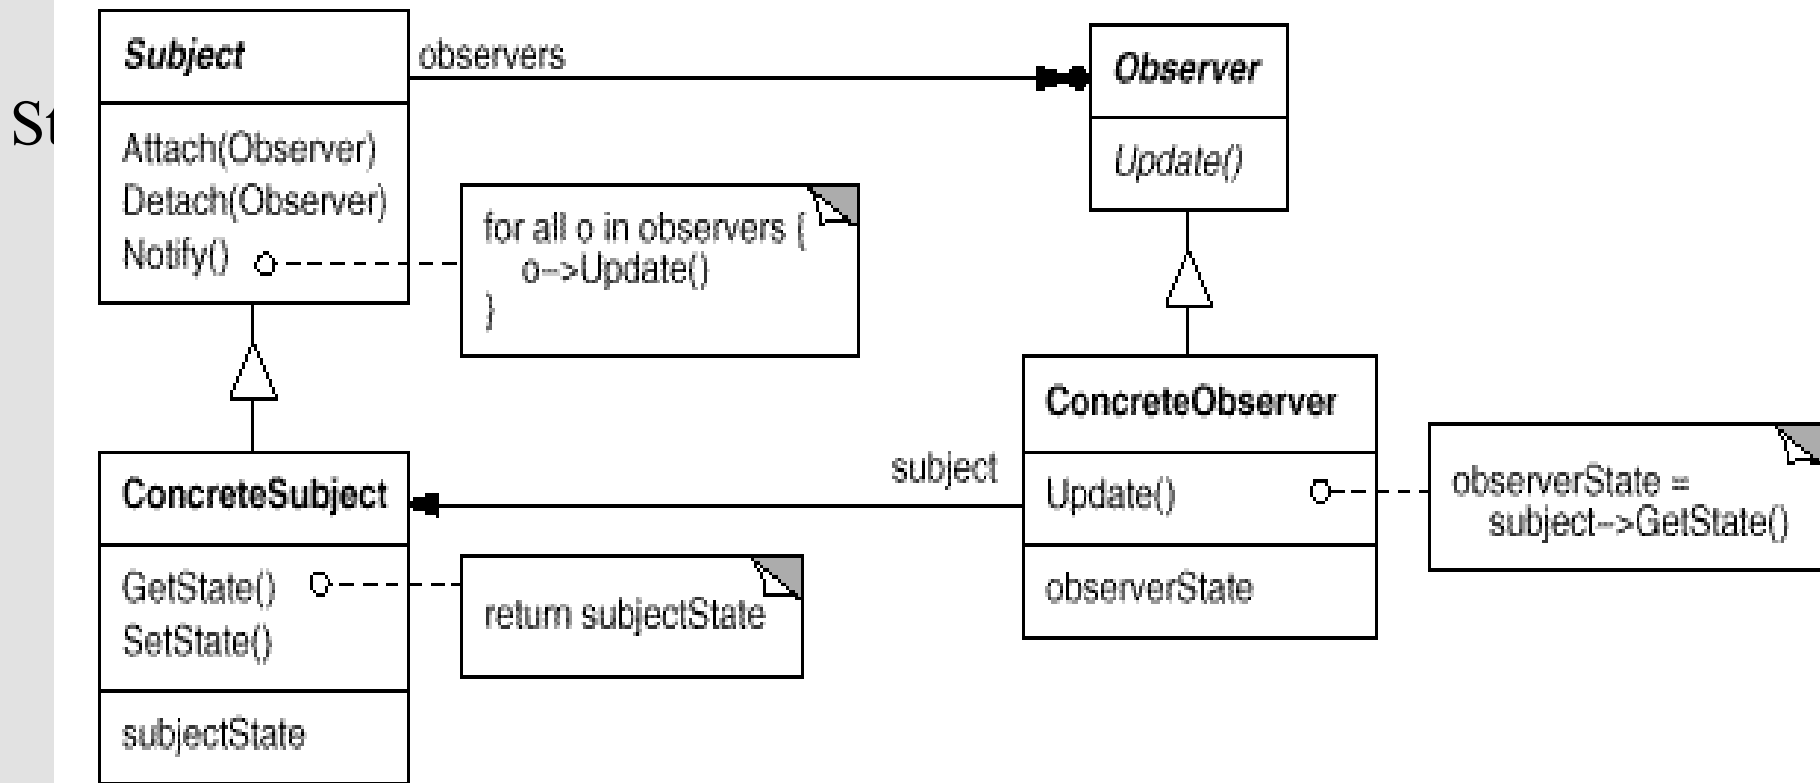 St
Subject
Attach(Observer)
Detach(Observer)
Notify()
observers
Observer
Update()
for all o in observers {
o-->Update()
}
ConcreteSubject
GetState()
SetState()
subjectState
return subjectState
subject
ConcreteObserver
Update()
observerState
observerState =
subject-->GetState()